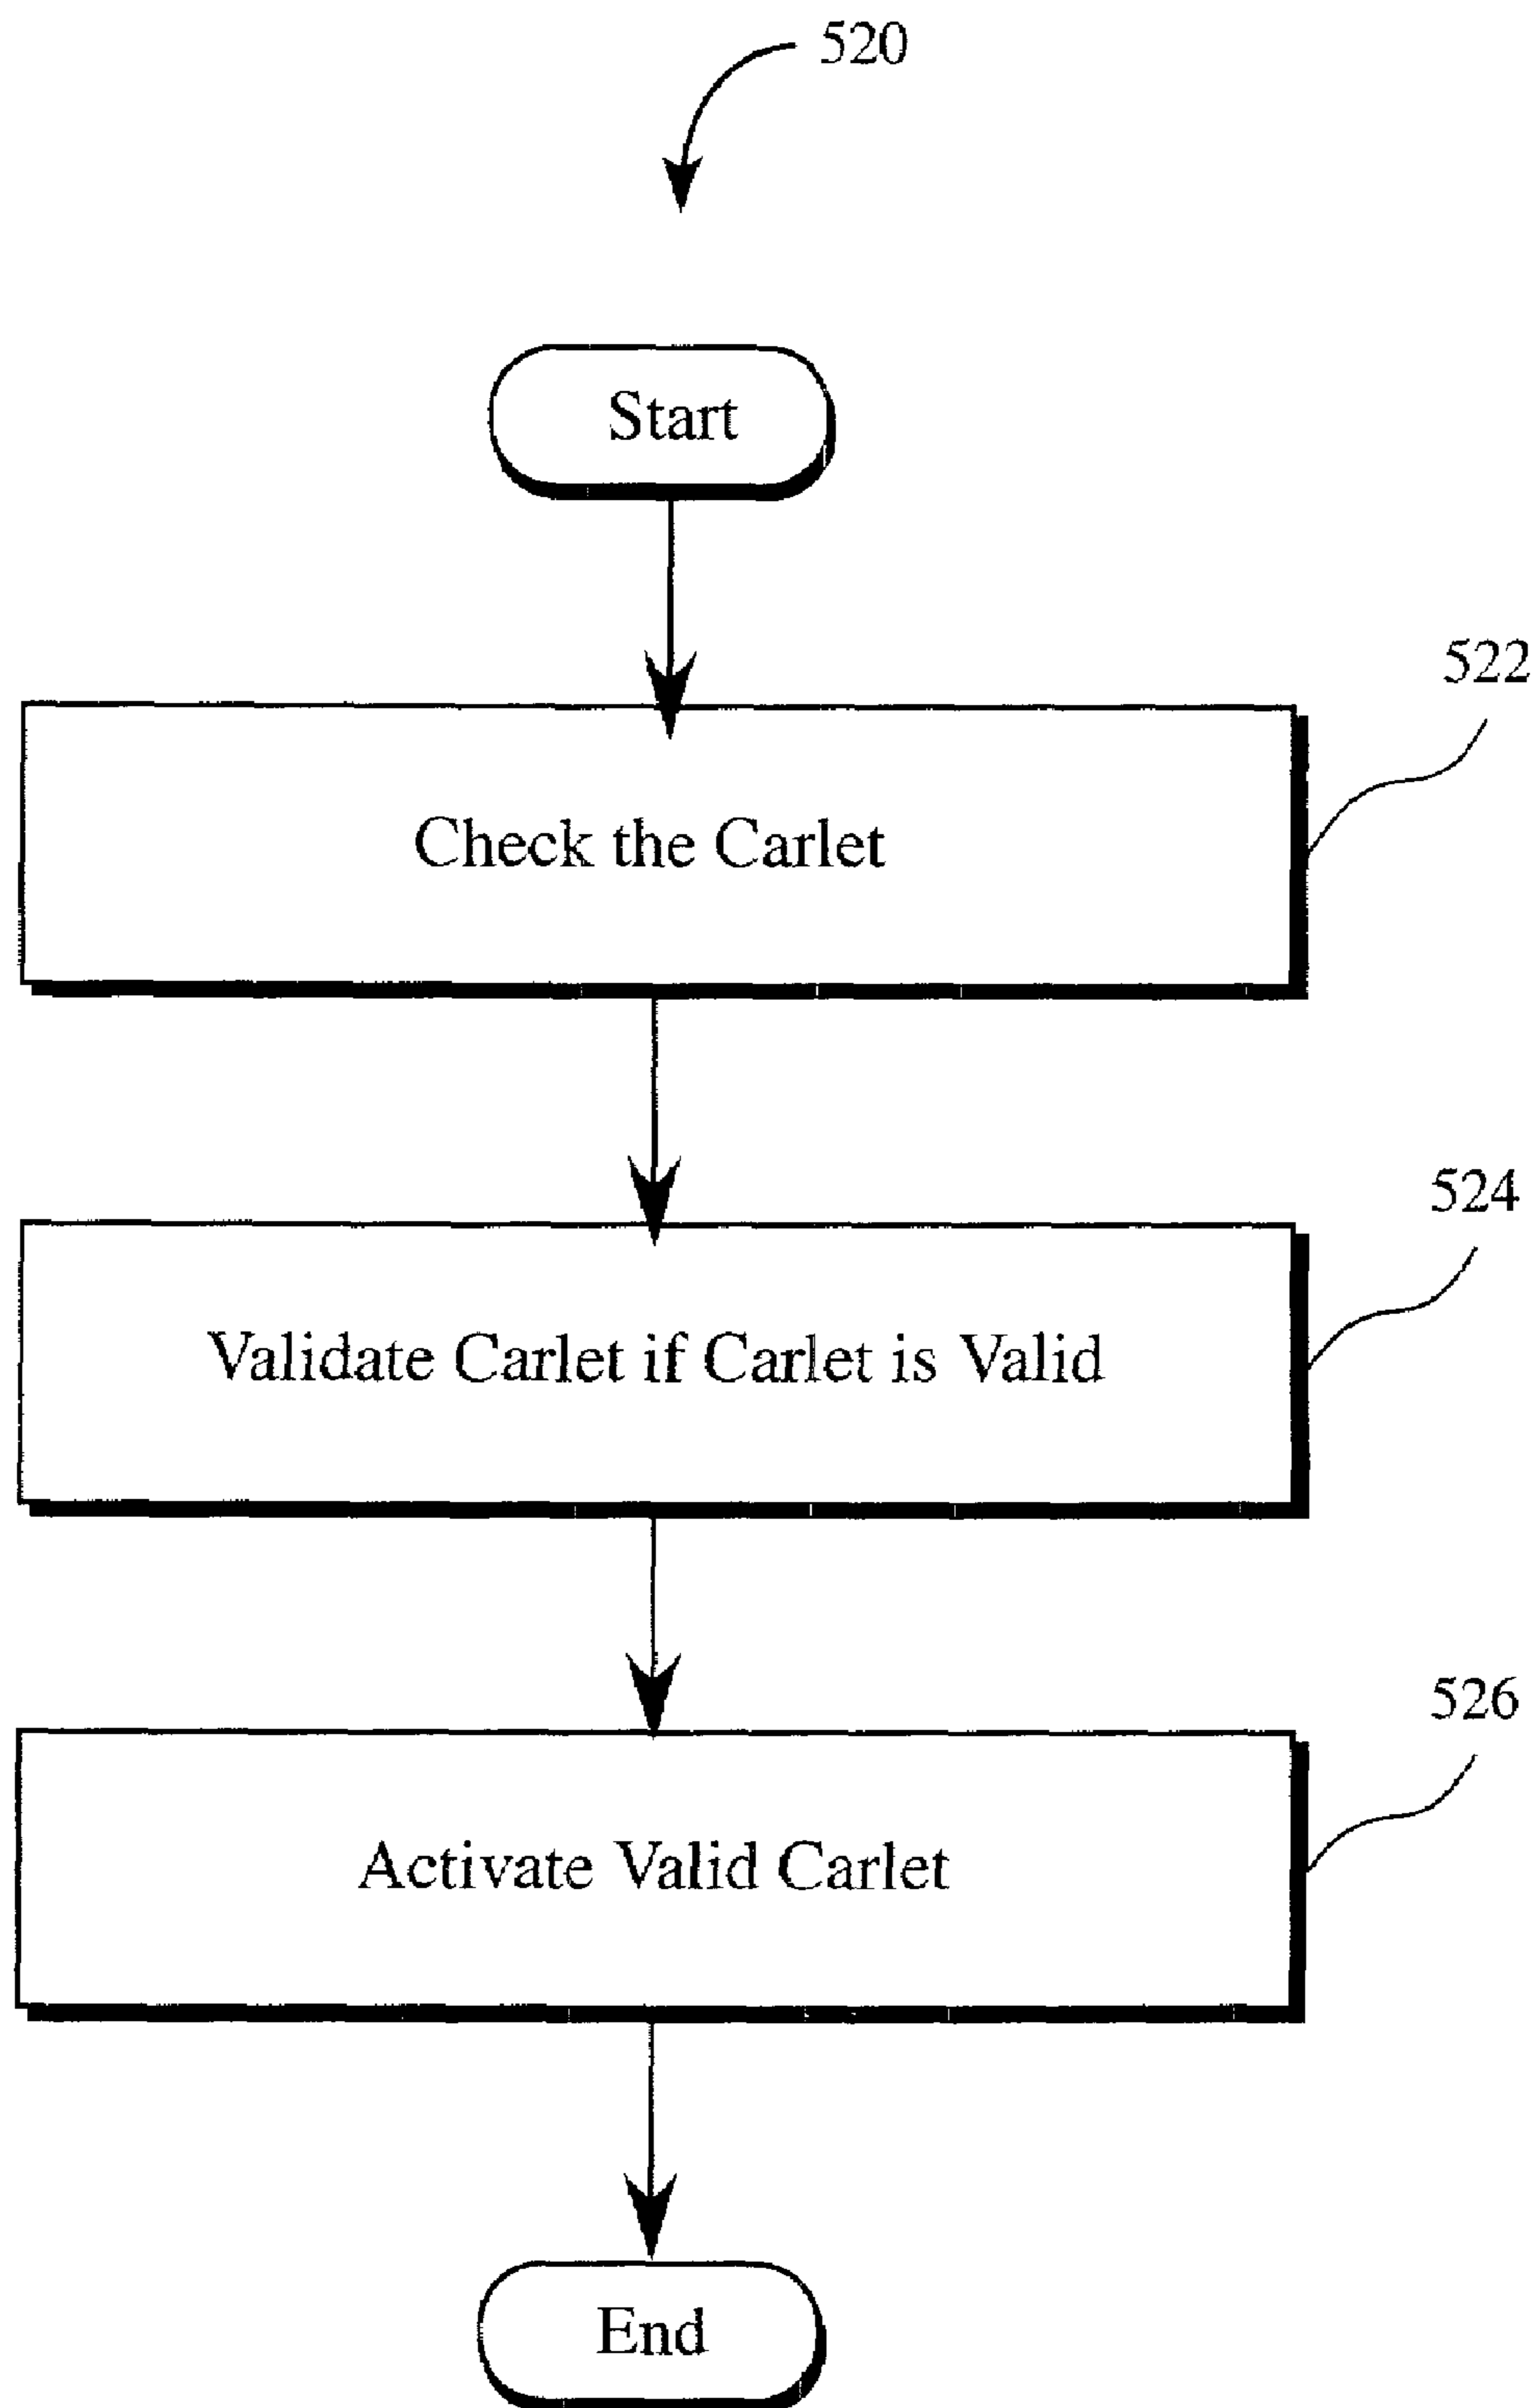 520
Start
522
Check the Carlet
524
Validate Carlet if Carlet is Valid
526
Activate Valid Carlet
End